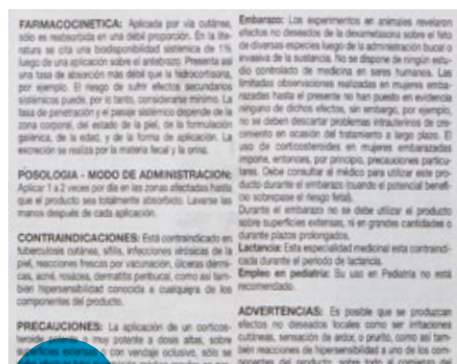 FARMACOCINETICA: Aplicada por vía cutánea,
sólo es reabsorbida en una débil proporción. En la lite-
ratura se cita una biodisponibilidad sistémica de 1%
luego de una aplicación sobre el antebrazo. Presenta así
una tasa de absorción más débil que la hidrocortisona,
por ejemplo. El riesgo de sufrir efectos secundarios
sistémicos puede, por lo tanto, considerarse mínimo. La
tasa de penetración y el pasaje sistémico depende de la
zona corporal, del estado de la piel, de la formulación
galénica, de la edad, y de la forma de aplicación. La
excreción se realiza por la materia fecal y la orina.
POSOLOGIA - MODO DE ADMINISTRACION:
Aplicar 1 a 2 veces por día en las zonas afectadas hasta
que el producto sea totalmente absorbido. Lavarse las
manos después de cada aplicación.
CONTRAINDICACIONES: Está contraindicado en
tuberculosis cutánea, sífilis, infecciones virósicas de la
piel, reacciones frescas por vacunación, úlceras dérmi-
cas, acné, rosácea, dermatitis peribucal, como así tam-
bién hipersensibilidad conocida a cualquiera de los
componentes del producto.
PRECAUCIONES: La aplicación de un corticos-
teroide potente o muy potente a dosis altas, sobre
superficies extensas y con vendaje oclusivo, sólo se
Embarazo: Los experimentos en animales revelaron
efectos no deseados de la dexametasona sobre el feto
de diversas especies luego de la administración bucal o
invasiva de la sustancia. No se dispone de ningún estu-
dio controlado de medicina en seres humanos. Las
limitadas observaciones realizadas en mujeres emba-
razadas hasta el presente no han puesto en evidencia
ninguno de dichos efectos, sin embargo, por ejemplo,
no se deben descartar problemas intrauterinos de cre-
cimiento en ocasión del tratamiento a largo plazo. El
uso de corticosteroides en mujeres embarazadas
impone, entonces, por principio, precauciones particu-
lares. Debe consultar al médico para utilizar este pro-
ducto durante el embarazo (cuando el potencial benefi-
cio sobrepase el riesgo fetal).
Durante el embarazo no se debe utilizar el producto
sobre superficies extensas, ni en grandes cantidades o
durante plazos prolongados.
Lactancia: Esta especialidad medicinal esta contraindi-
cada durante el período de lactancia.
Empleo en pediatría: Su uso en Pediatría no está
recomendado.
ADVERTENCIAS: Es posible que se produzcan
efectos no deseados locales como ser irritaciones
cutáneas, sensación de ardor, o prurito, como así tam-
bién reacciones de hipersensibilidad a uno de los com-
ponentes del producto